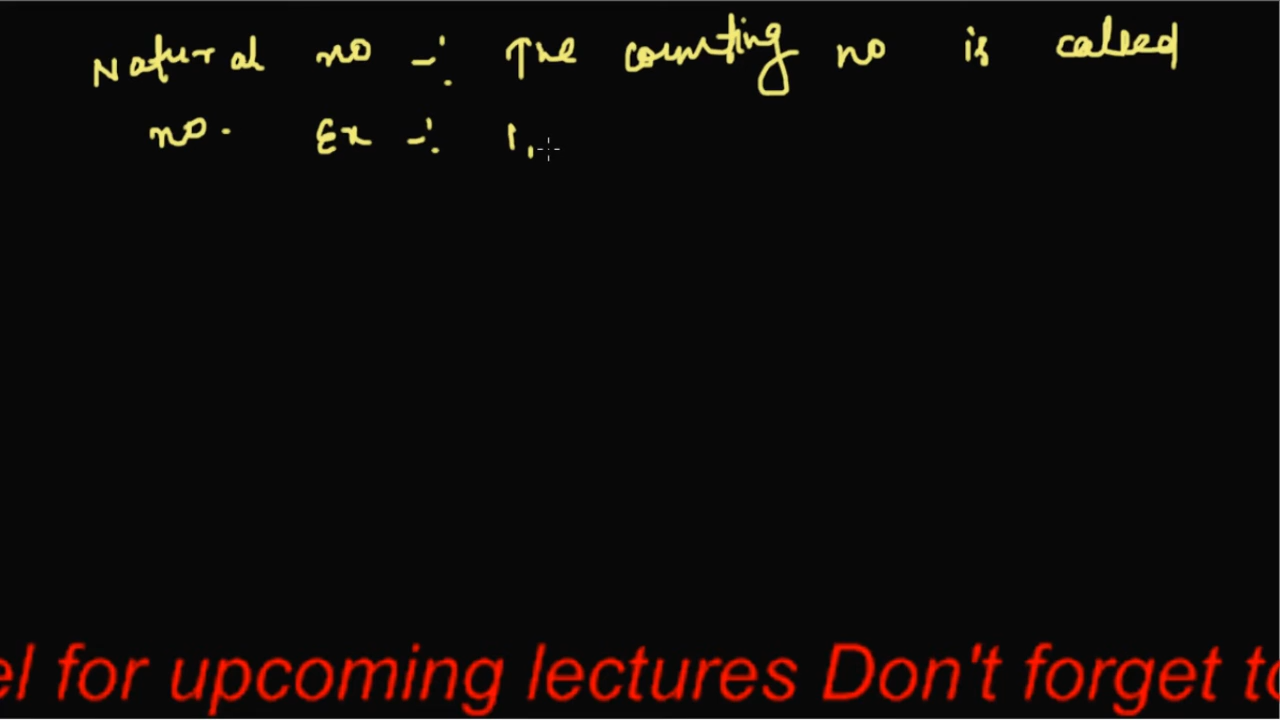 Natural no -: The counting no is called
no. Ex -: 1,
el for upcoming lectures Don't forget to